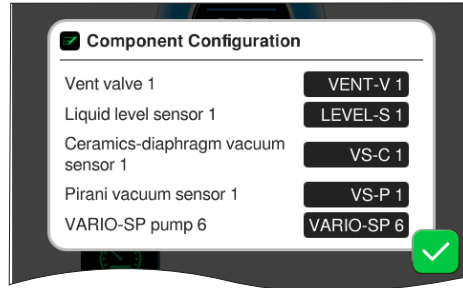 Component Configuration
Vent valve 1 VENT-V 1
Liquid level sensor 1 LEVEL-S 1
Ceramics-diaphragm vacuum
sensor 1 VS-C 1
Pirani vacuum sensor 1 VS-P 1
VARIO-SP pump 6 VARIO-SP 6